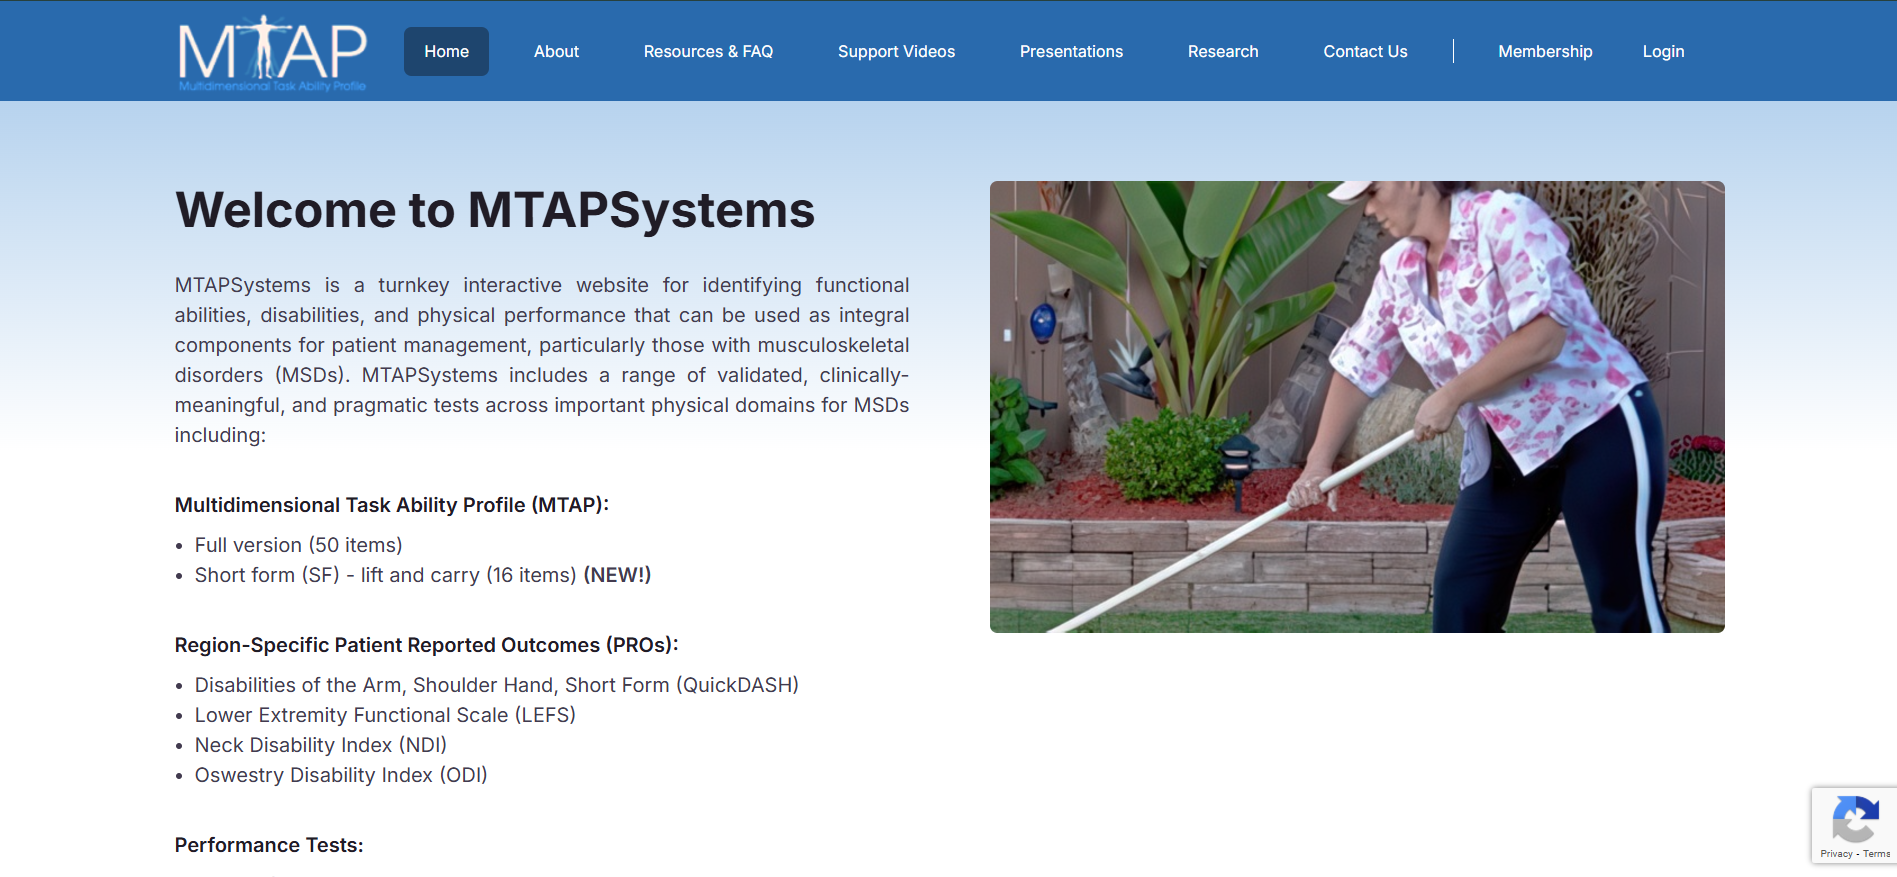 MTAP
Multidimensional Task Ability Profile
Home
About
Resources & FAQ
Support Videos
Presentations
Research
Contact Us
Membership
Login
Welcome to MTAPSystems
MTAPSystems is a turnkey interactive website for identifying functional
abilities, disabilities, and physical performance that can be used as integral
components for patient management, particularly those with musculoskeletal
disorders (MSDs). MTAPSystems includes a range of validated, clinically-
meaningful, and pragmatic tests across important physical domains for MSDs
including:
Multidimensional Task Ability Profile (MTAP):
• Full version (50 items)
• Short form (SF) - lift and carry (16 items) (NEW!)
Region-Specific Patient Reported Outcomes (PROs):
• Disabilities of the Arm, Shoulder Hand, Short Form (QuickDASH)
• Lower Extremity Functional Scale (LEFS)
• Neck Disability Index (NDI)
• Oswestry Disability Index (ODI)
Performance Tests:
Privacy - Terms